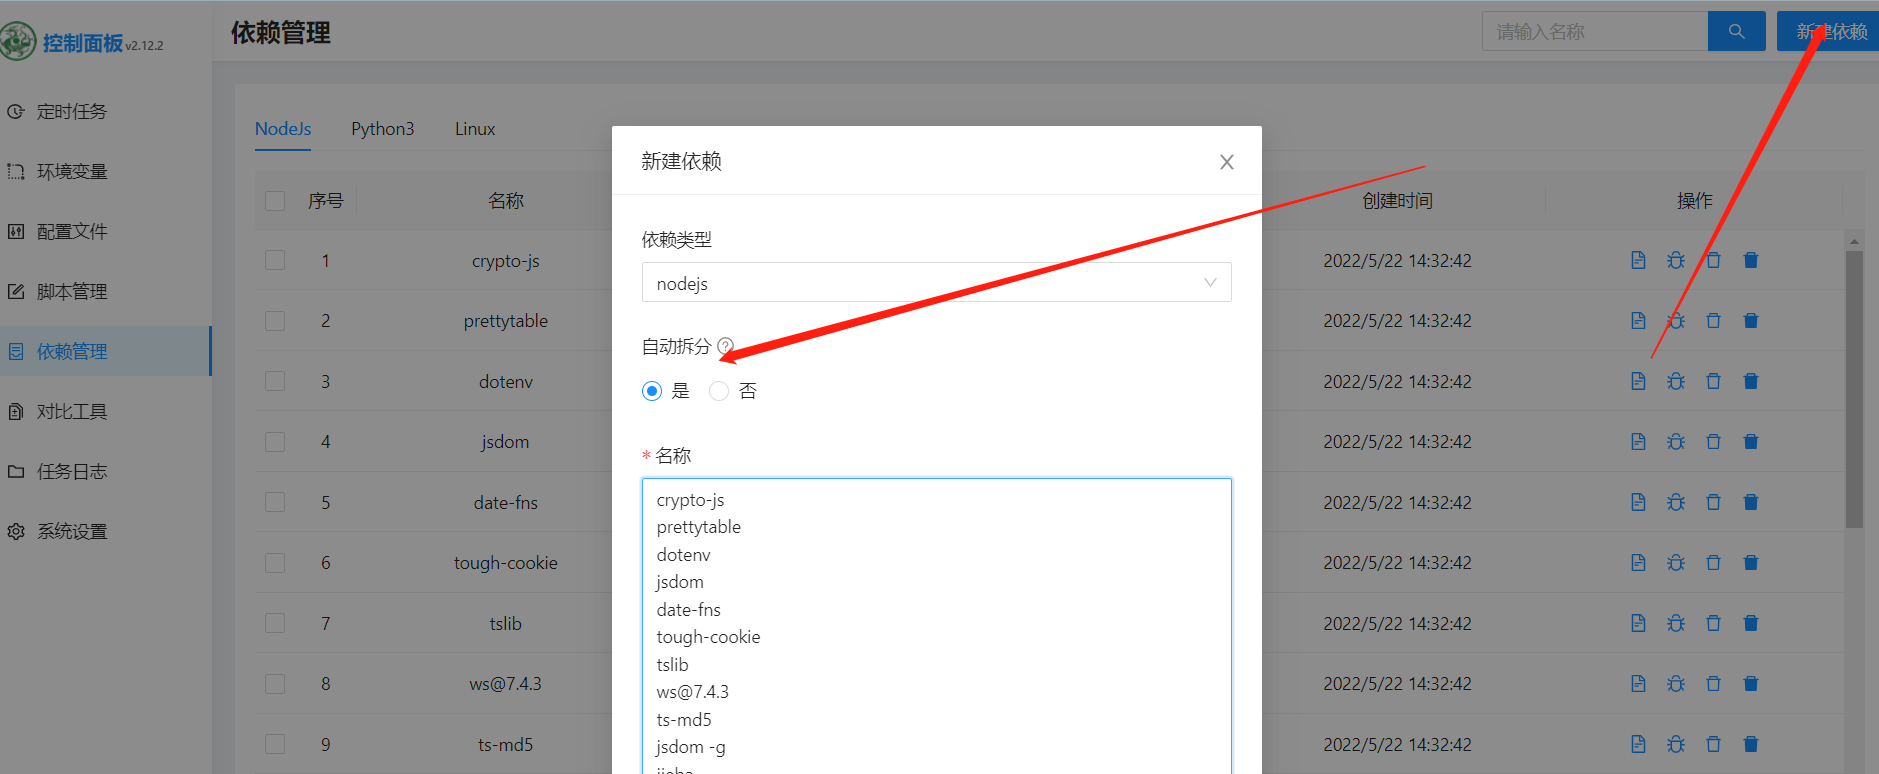 控制面板 v2.12.2
依赖管理
请输入名称
新建依赖
定时任务
环境变量
配置文件
脚本管理
依赖管理
对比工具
任务日志
系统设置
NodeJs Python3 Linux
序号 名称 创建时间 操作
1 crypto-js 2022/5/22 14:32:42
2 prettytable 2022/5/22 14:32:42
3 dotenv 2022/5/22 14:32:42
4 jsdom 2022/5/22 14:32:42
5 date-fns 2022/5/22 14:32:42
6 tough-cookie 2022/5/22 14:32:42
7 tslib 2022/5/22 14:32:42
8 ws@7.4.3 2022/5/22 14:32:42
9 ts-md5 2022/5/22 14:32:42
新建依赖
依赖类型
nodejs
自动拆分
是 否
* 名称
crypto-js
prettytable
dotenv
jsdom
date-fns
tough-cookie
tslib
ws@7.4.3
ts-md5
jsdom -g